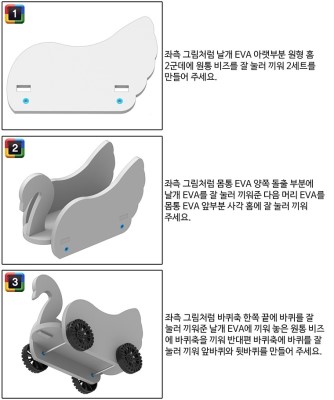 1
좌측 그림처럼 날개 EVA 아랫부분 원형 홈
2군데에 원통 비즈를 잘 눌러 끼워 2세트를
만들어 주세요.
2
좌측 그림처럼 몸통 EVA 양쪽 돌출 부분에
날개 EVA를 잘 눌러 끼워준 다음 머리 EVA를
몸통 EVA 앞부분 사각 홈에 잘 눌러 끼워
주세요.
3
좌측 그림처럼 바퀴축 한쪽 끝에 바퀴를 잘
눌러 끼워준 날개 EVA에 끼워 놓은 원통 비즈
에 바퀴축을 끼워 반대편 바퀴축에 바퀴를 잘
눌러 끼워 앞바퀴와 뒷바퀴를 만들어 주세요.